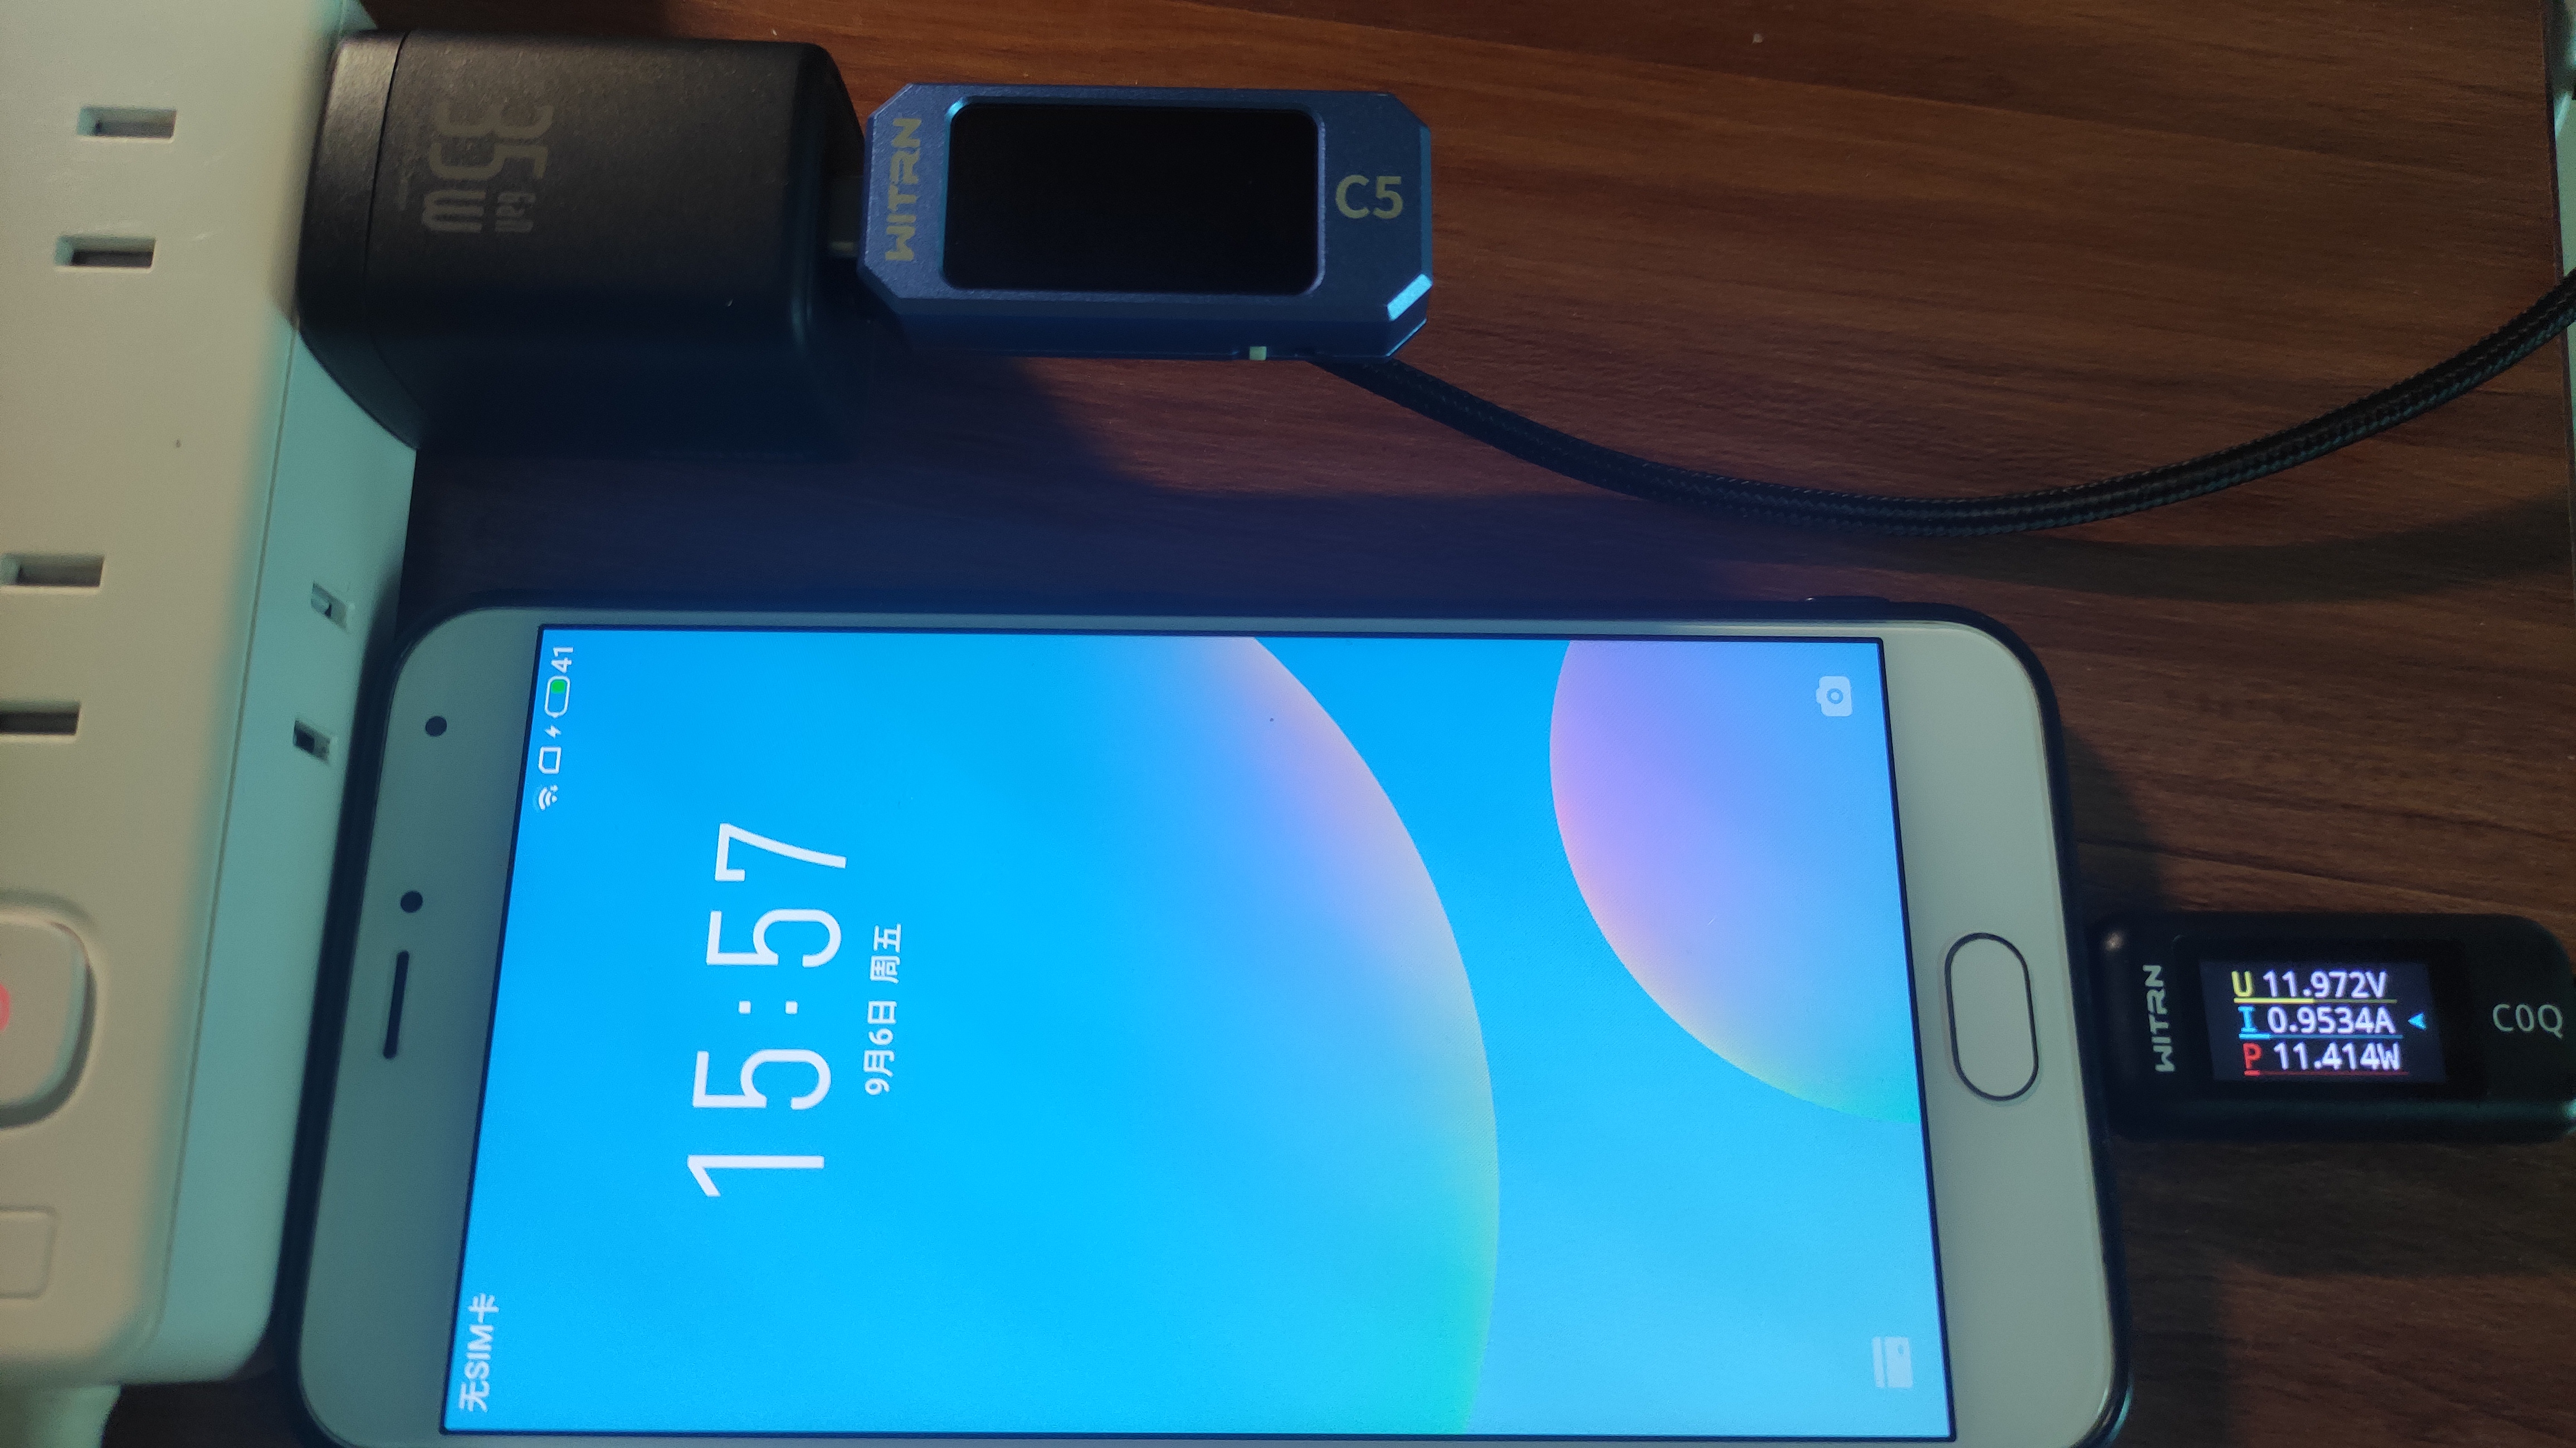 35 GaN
W
WITRN
C5
无SIM卡
41
15:57
9月6日 周五
WITRN
U 11.972V
I 0.9534A
P 11.414W
C0Q